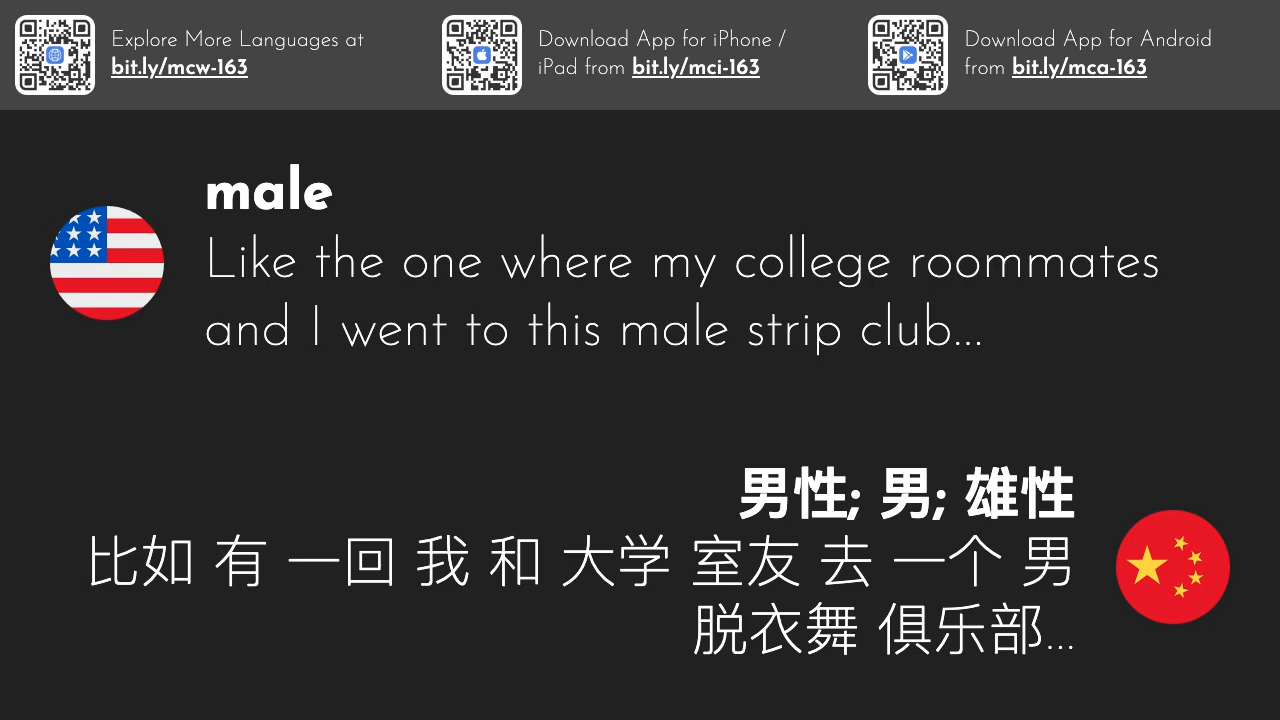 Explore More Languages at
bit.ly/mcw-163
Download App for iPhone /
iPad from bit.ly/mci-163
Download App for Android
from bit.ly/mca-163
male
Like the one where my college roommates
and I went to this male strip club...
男性; 男; 雄性
比如 有 一回 我 和 大学 室友 去 一个 男
脱衣舞 俱乐部...